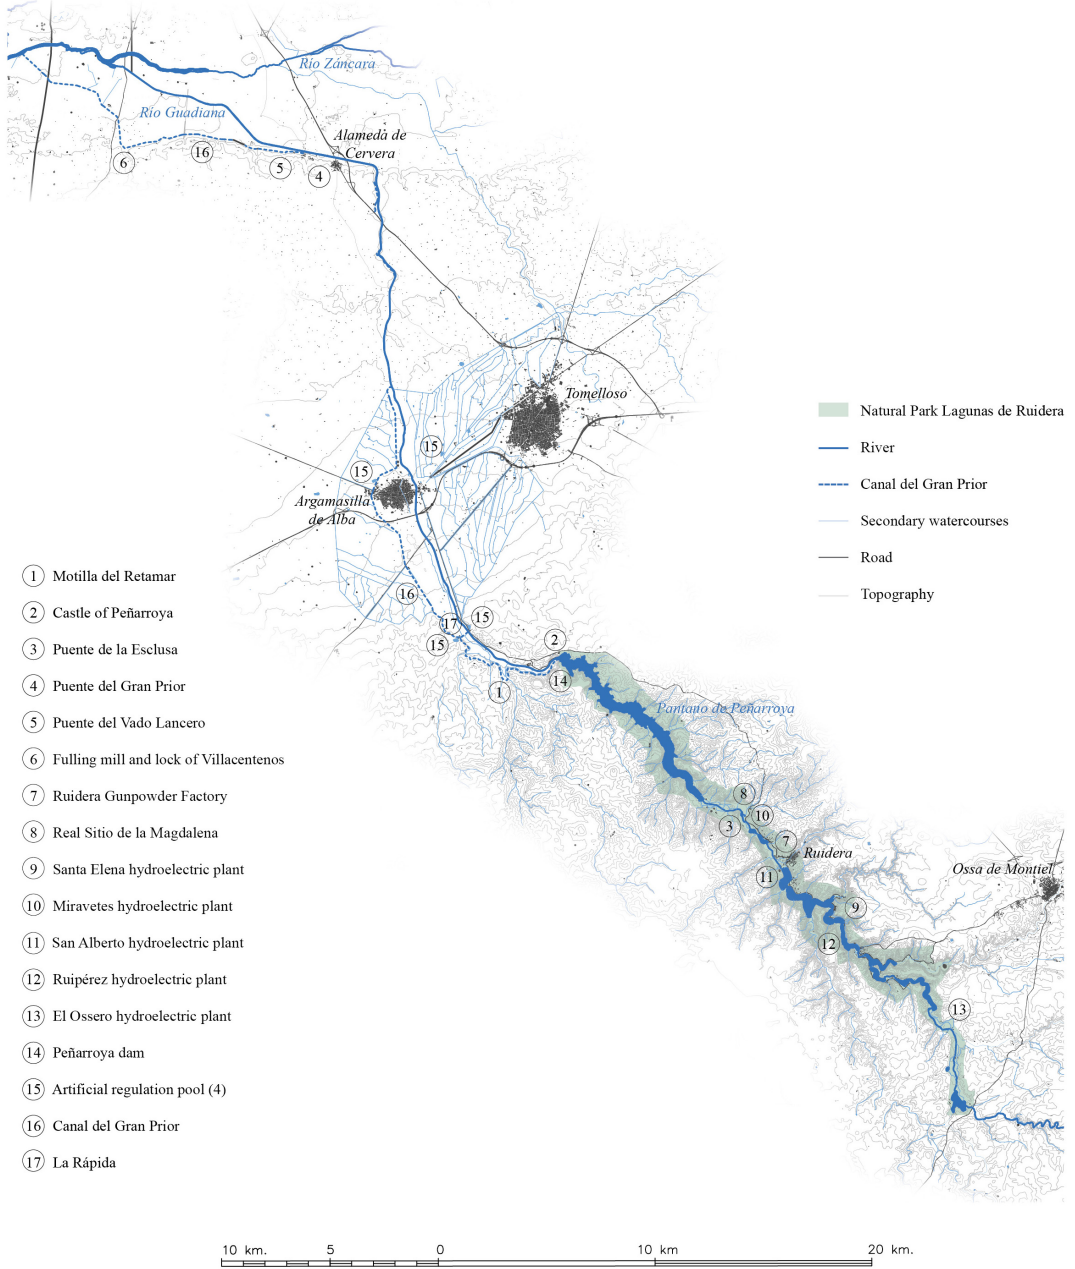 Río Záncara
Río Guadiana
Alameda de
Cervera
6
16
5
4
Tomelloso
15
15
Argamasilla
de Alba
16
17
15
15
2
1
14
Pantano de Peñarroya
8
10
3
7
Ruidera
11
9
12
Ossa de Montiel
13
Natural Park Lagunas de Ruidera
River
Canal del Gran Prior
Secondary watercourses
Road
Topography
1 Motilla del Retamar
2 Castle of Peñarroya
3 Puente de la Esclusa
4 Puente del Gran Prior
5 Puente del Vado Lancero
6 Fulling mill and lock of Villacentenos
7 Ruidera Gunpowder Factory
8 Real Sitio de la Magdalena
9 Santa Elena hydroelectric plant
10 Miravetes hydroelectric plant
11 San Alberto hydroelectric plant
12 Ruipérez hydroelectric plant
13 El Ossero hydroelectric plant
14 Peñarroya dam
15 Artificial regulation pool (4)
16 Canal del Gran Prior
17 La Rápida
10 km. 5 0 10 km 20 km.